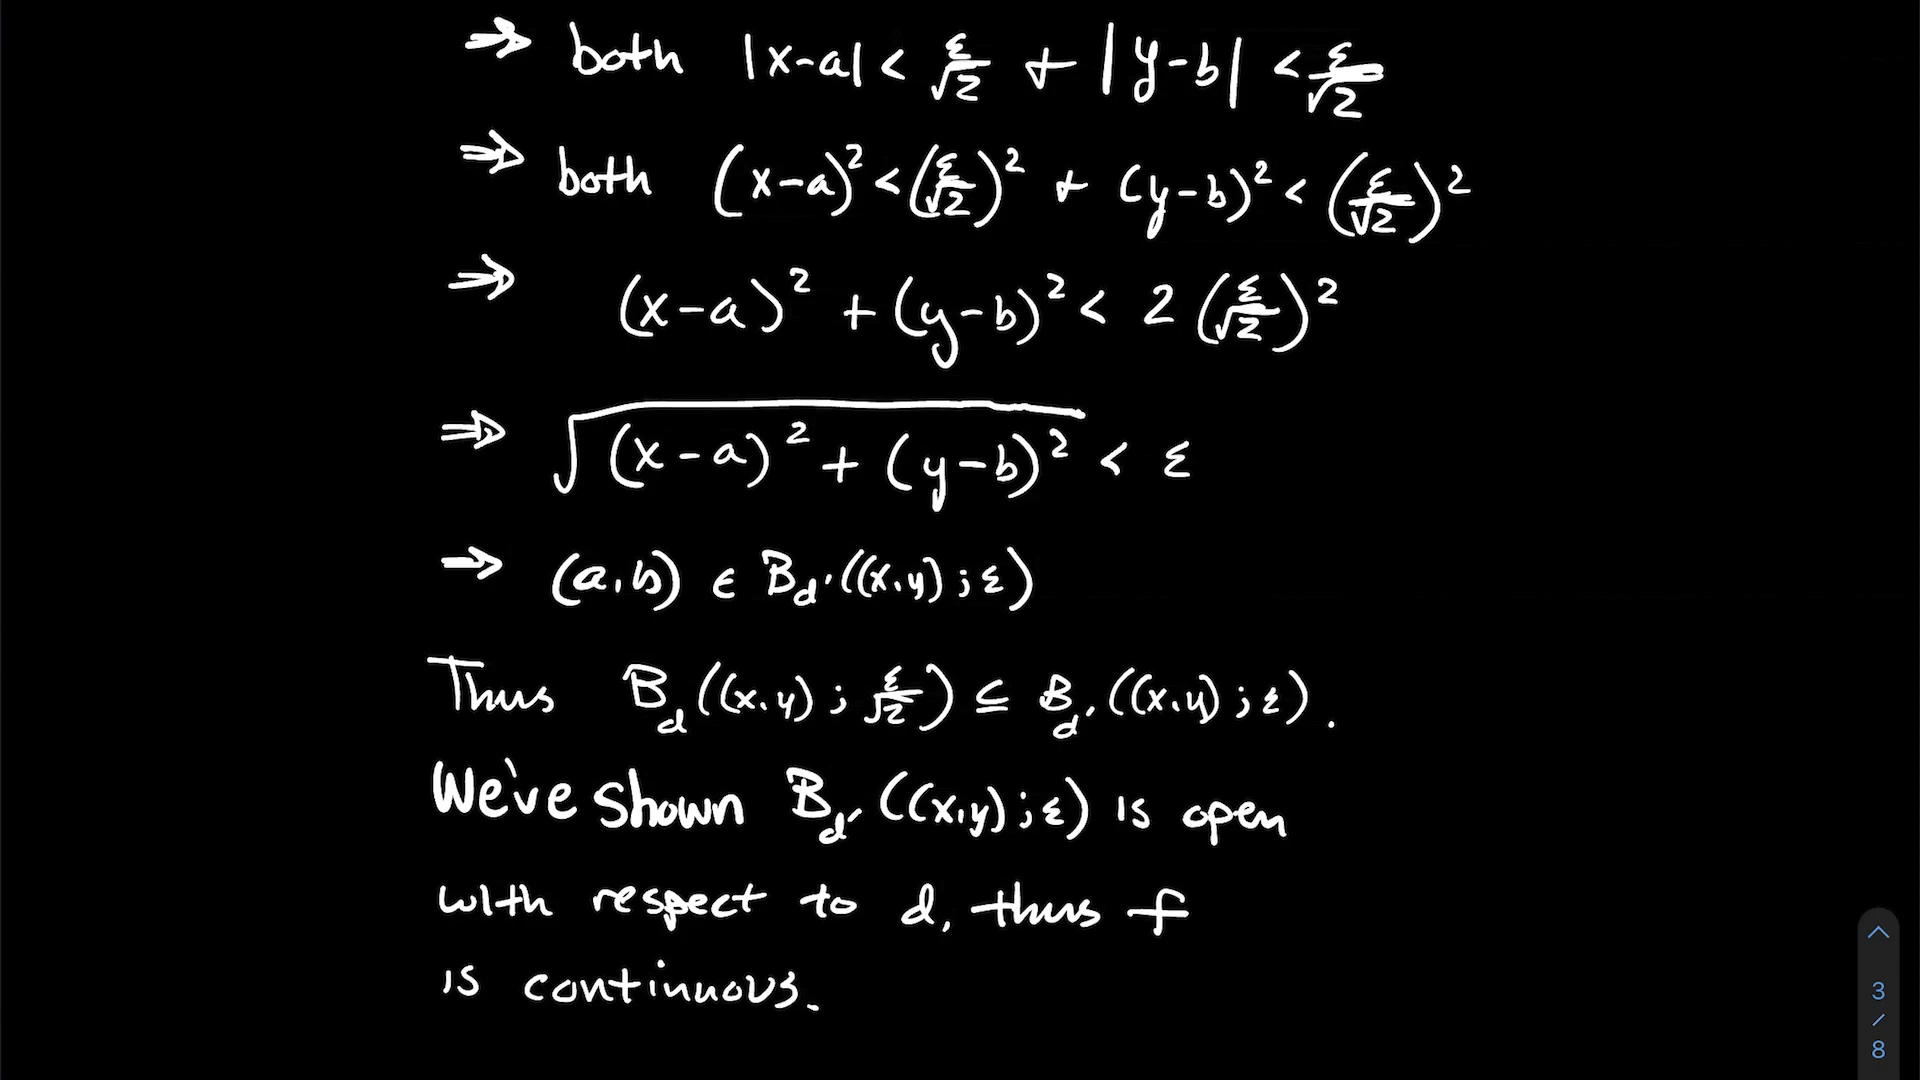 ⇒ both |x-a| < ε/√2 + |y-b| < ε/√2
⇒ both (x-a)² < (ε/√2)² + (y-b)² < (ε/√2)²
⇒ (x-a)² + (y-b)² < 2 (ε/√2)²
⇒ √((x-a)² + (y-b)²) < ε
⇒ (a,b) ∈ B_d'((x,y); ε)
Thus B_d((x,y); ε/√2) ⊆ B_d'((x,y); ε).
We've shown B_d'((x,y); ε) is open
with respect to d, thus f
is continuous.
3
/
8